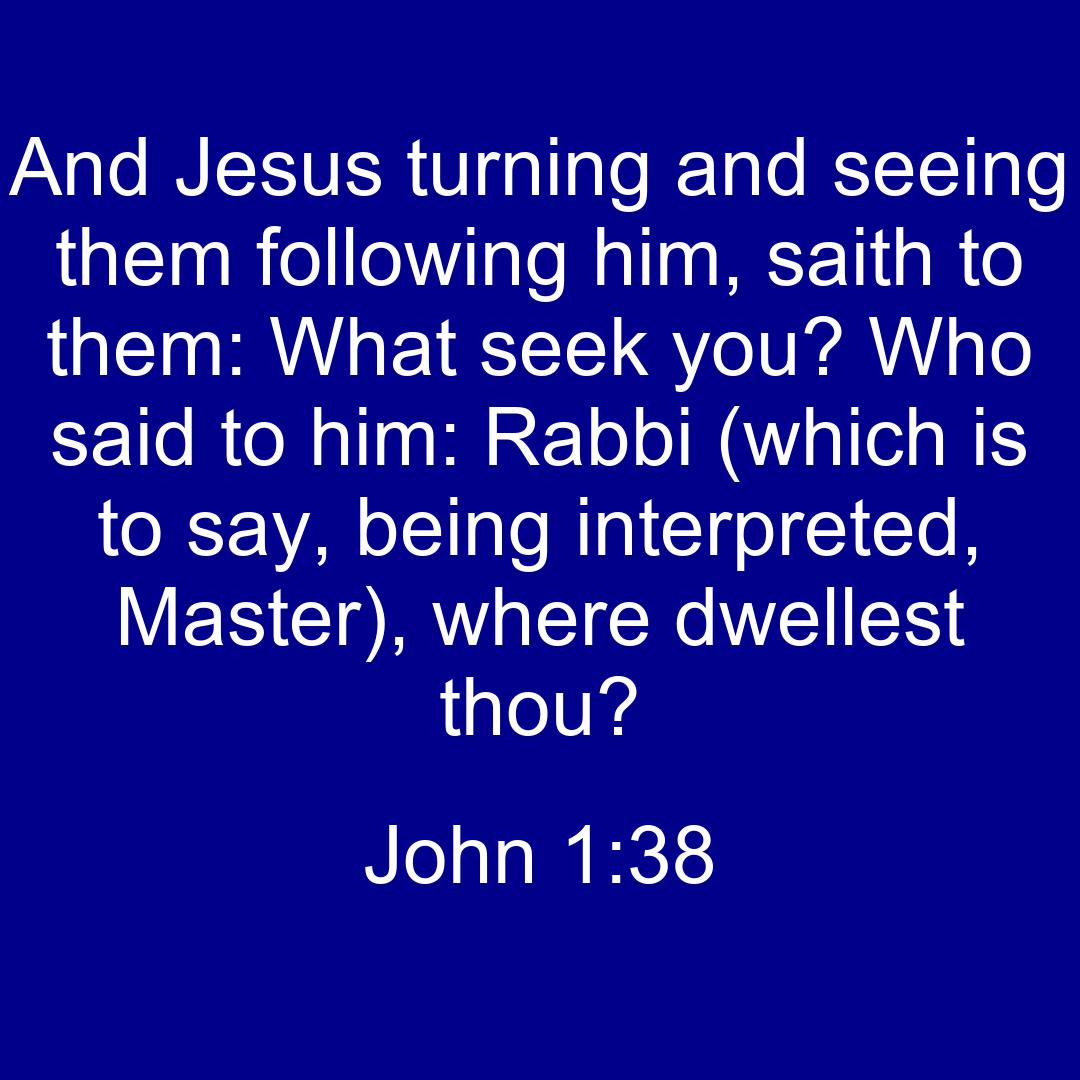 And Jesus turning and seeing
them following him, saith to
them: What seek you? Who
said to him: Rabbi (which is
to say, being interpreted,
Master), where dwellest
thou?
John 1:38